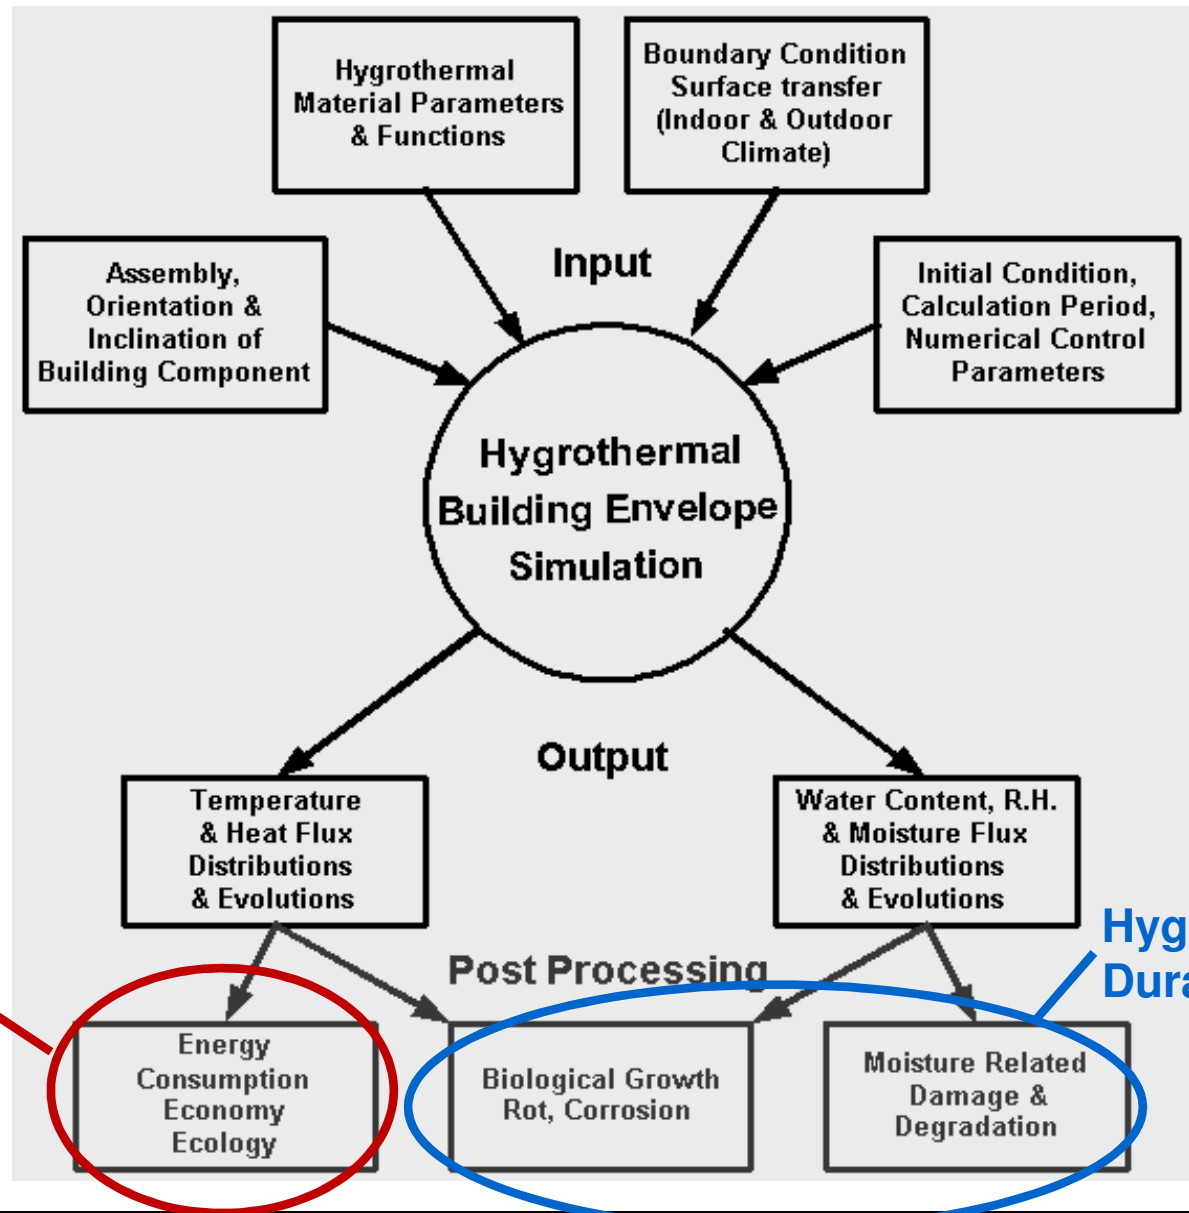 Hygrothermal
Material Parameters
& Functions
Boundary Condition
Surface transfer
(Indoor & Outdoor
Climate)
Assembly,
Orientation &
Inclination of
Building Component
Input
Initial Condition,
Calculation Period,
Numerical Control
Parameters
Hygrothermal
Building Envelope
Simulation
Output
Temperature
& Heat Flux
Distributions
& Evolutions
Water Content, R.H.
& Moisture Flux
Distributions
& Evolutions
Post Processing
Hyg
Dura
Energy
Consumption
Economy
Ecology
Biological Growth
Rot, Corrosion
Moisture Related
Damage &
Degradation